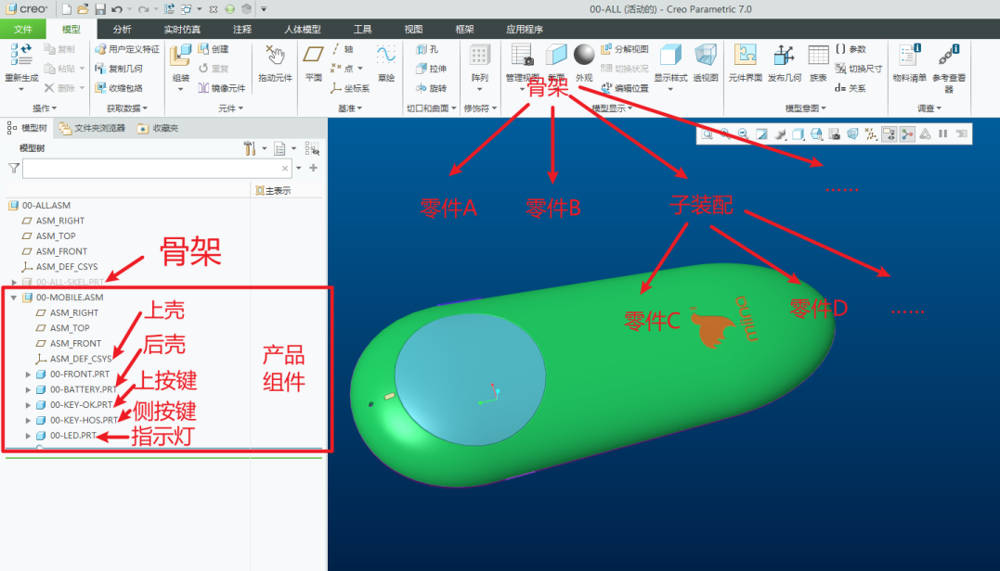 creo·
00-ALL (活动的) - Creo Parametric 7.0
文件 模型 分析 实时仿真 注释 人体模型 工具 视图 框架 应用程序
重新生成 复制 粘贴 删除
用户定义特征 复制几何 收缩包络
组装 创建 重复 镜像元件
拖动元件
平面 轴 点 坐标系 草绘
孔 拉伸 旋转
阵列
管理视图 截面 外观 分解视图 切换状况 编辑位置 显示样式 透视图
元件界面 发布几何 族表 参数 切换尺寸 d= 关系
物料清单 参考查看器
操作 获取数据 元件 基准 切口和曲面 修饰符 模型显示 模型意图 调查
模型树 文件夹浏览器 收藏夹
模型树
主表示
00-ALL.ASM
ASM_RIGHT
ASM_TOP
ASM_FRONT
ASM_DEF_CSYS
00-ALL-SKEL.PRT
00-MOBILE.ASM
ASM_RIGHT
ASM_TOP
ASM_FRONT
ASM_DEF_CSYS
00-FRONT.PRT
00-BATTERY.PRT
00-KEY-OK.PRT
00-KEY-HOS.PRT
00-LED.PRT
骨架
上壳
后壳
上按键
侧按键
指示灯
产品
组件
骨架
零件A 零件B 子装配 ……
零件C 零件D ……
mijing